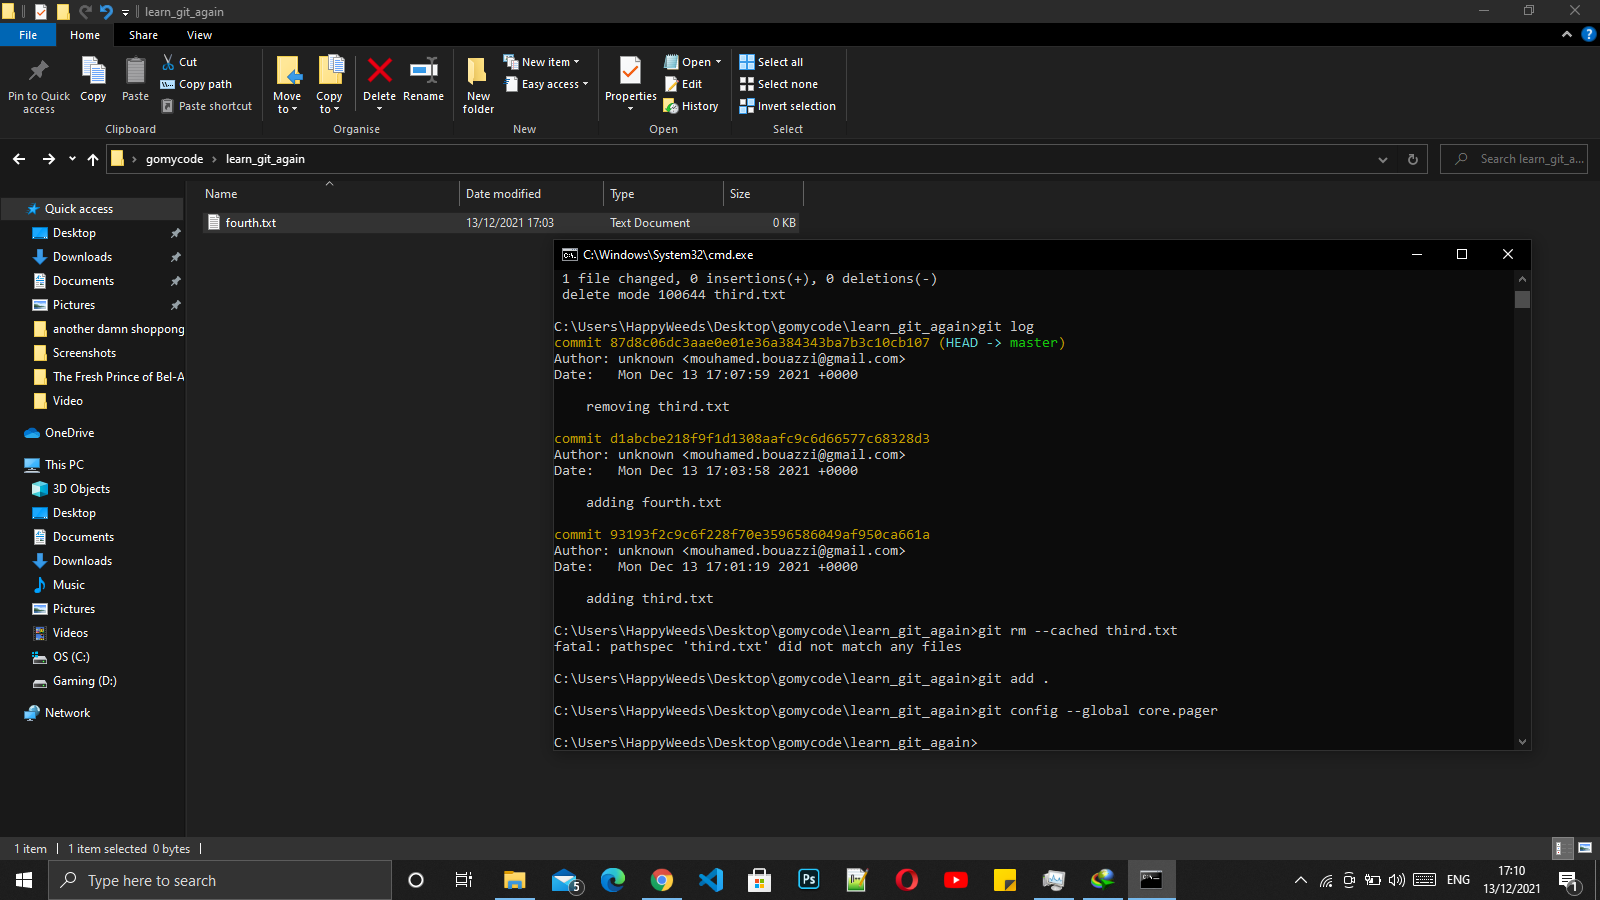 learn_git_again
File Home Share View
Pin to Quick access
Copy
Paste
Cut
Copy path
Paste shortcut
Clipboard
Move to
Copy to
Delete
Rename
Organise
New folder
New item
Easy access
New
Properties
Open
Edit
History
Open
Select all
Select none
Invert selection
Select
gomycode › learn_git_again
Search learn_git_a...
Name Date modified Type Size
fourth.txt 13/12/2021 17:03 Text Document 0 KB
Quick access
Desktop
Downloads
Documents
Pictures
another damn shoppong
Screenshots
The Fresh Prince of Bel-A
Video
OneDrive
This PC
3D Objects
Desktop
Documents
Downloads
Music
Pictures
Videos
OS (C:)
Gaming (D:)
Network
C:\Windows\System32\cmd.exe
1 file changed, 0 insertions(+), 0 deletions(-)
delete mode 100644 third.txt
C:\Users\HappyWeeds\Desktop\gomycode\learn_git_again>git log
commit 87d8c06dc3aae0e01e36a384343ba7b3c10cb107 (HEAD -> master)
Author: unknown <mouhamed.bouazzi@gmail.com>
Date:   Mon Dec 13 17:07:59 2021 +0000
removing third.txt
commit d1abcbe218f9f1d1308aafc9c6d66577c68328d3
Author: unknown <mouhamed.bouazzi@gmail.com>
Date:   Mon Dec 13 17:03:58 2021 +0000
adding fourth.txt
commit 93193f2c9c6f228f70e3596586049af950ca661a
Author: unknown <mouhamed.bouazzi@gmail.com>
Date:   Mon Dec 13 17:01:19 2021 +0000
adding third.txt
C:\Users\HappyWeeds\Desktop\gomycode\learn_git_again>git rm --cached third.txt
fatal: pathspec 'third.txt' did not match any files
C:\Users\HappyWeeds\Desktop\gomycode\learn_git_again>git add .
C:\Users\HappyWeeds\Desktop\gomycode\learn_git_again>git config --global core.pager
C:\Users\HappyWeeds\Desktop\gomycode\learn_git_again>
1 item 1 item selected 0 bytes
Type here to search
5
Ps
ENG
17:10
13/12/2021
1